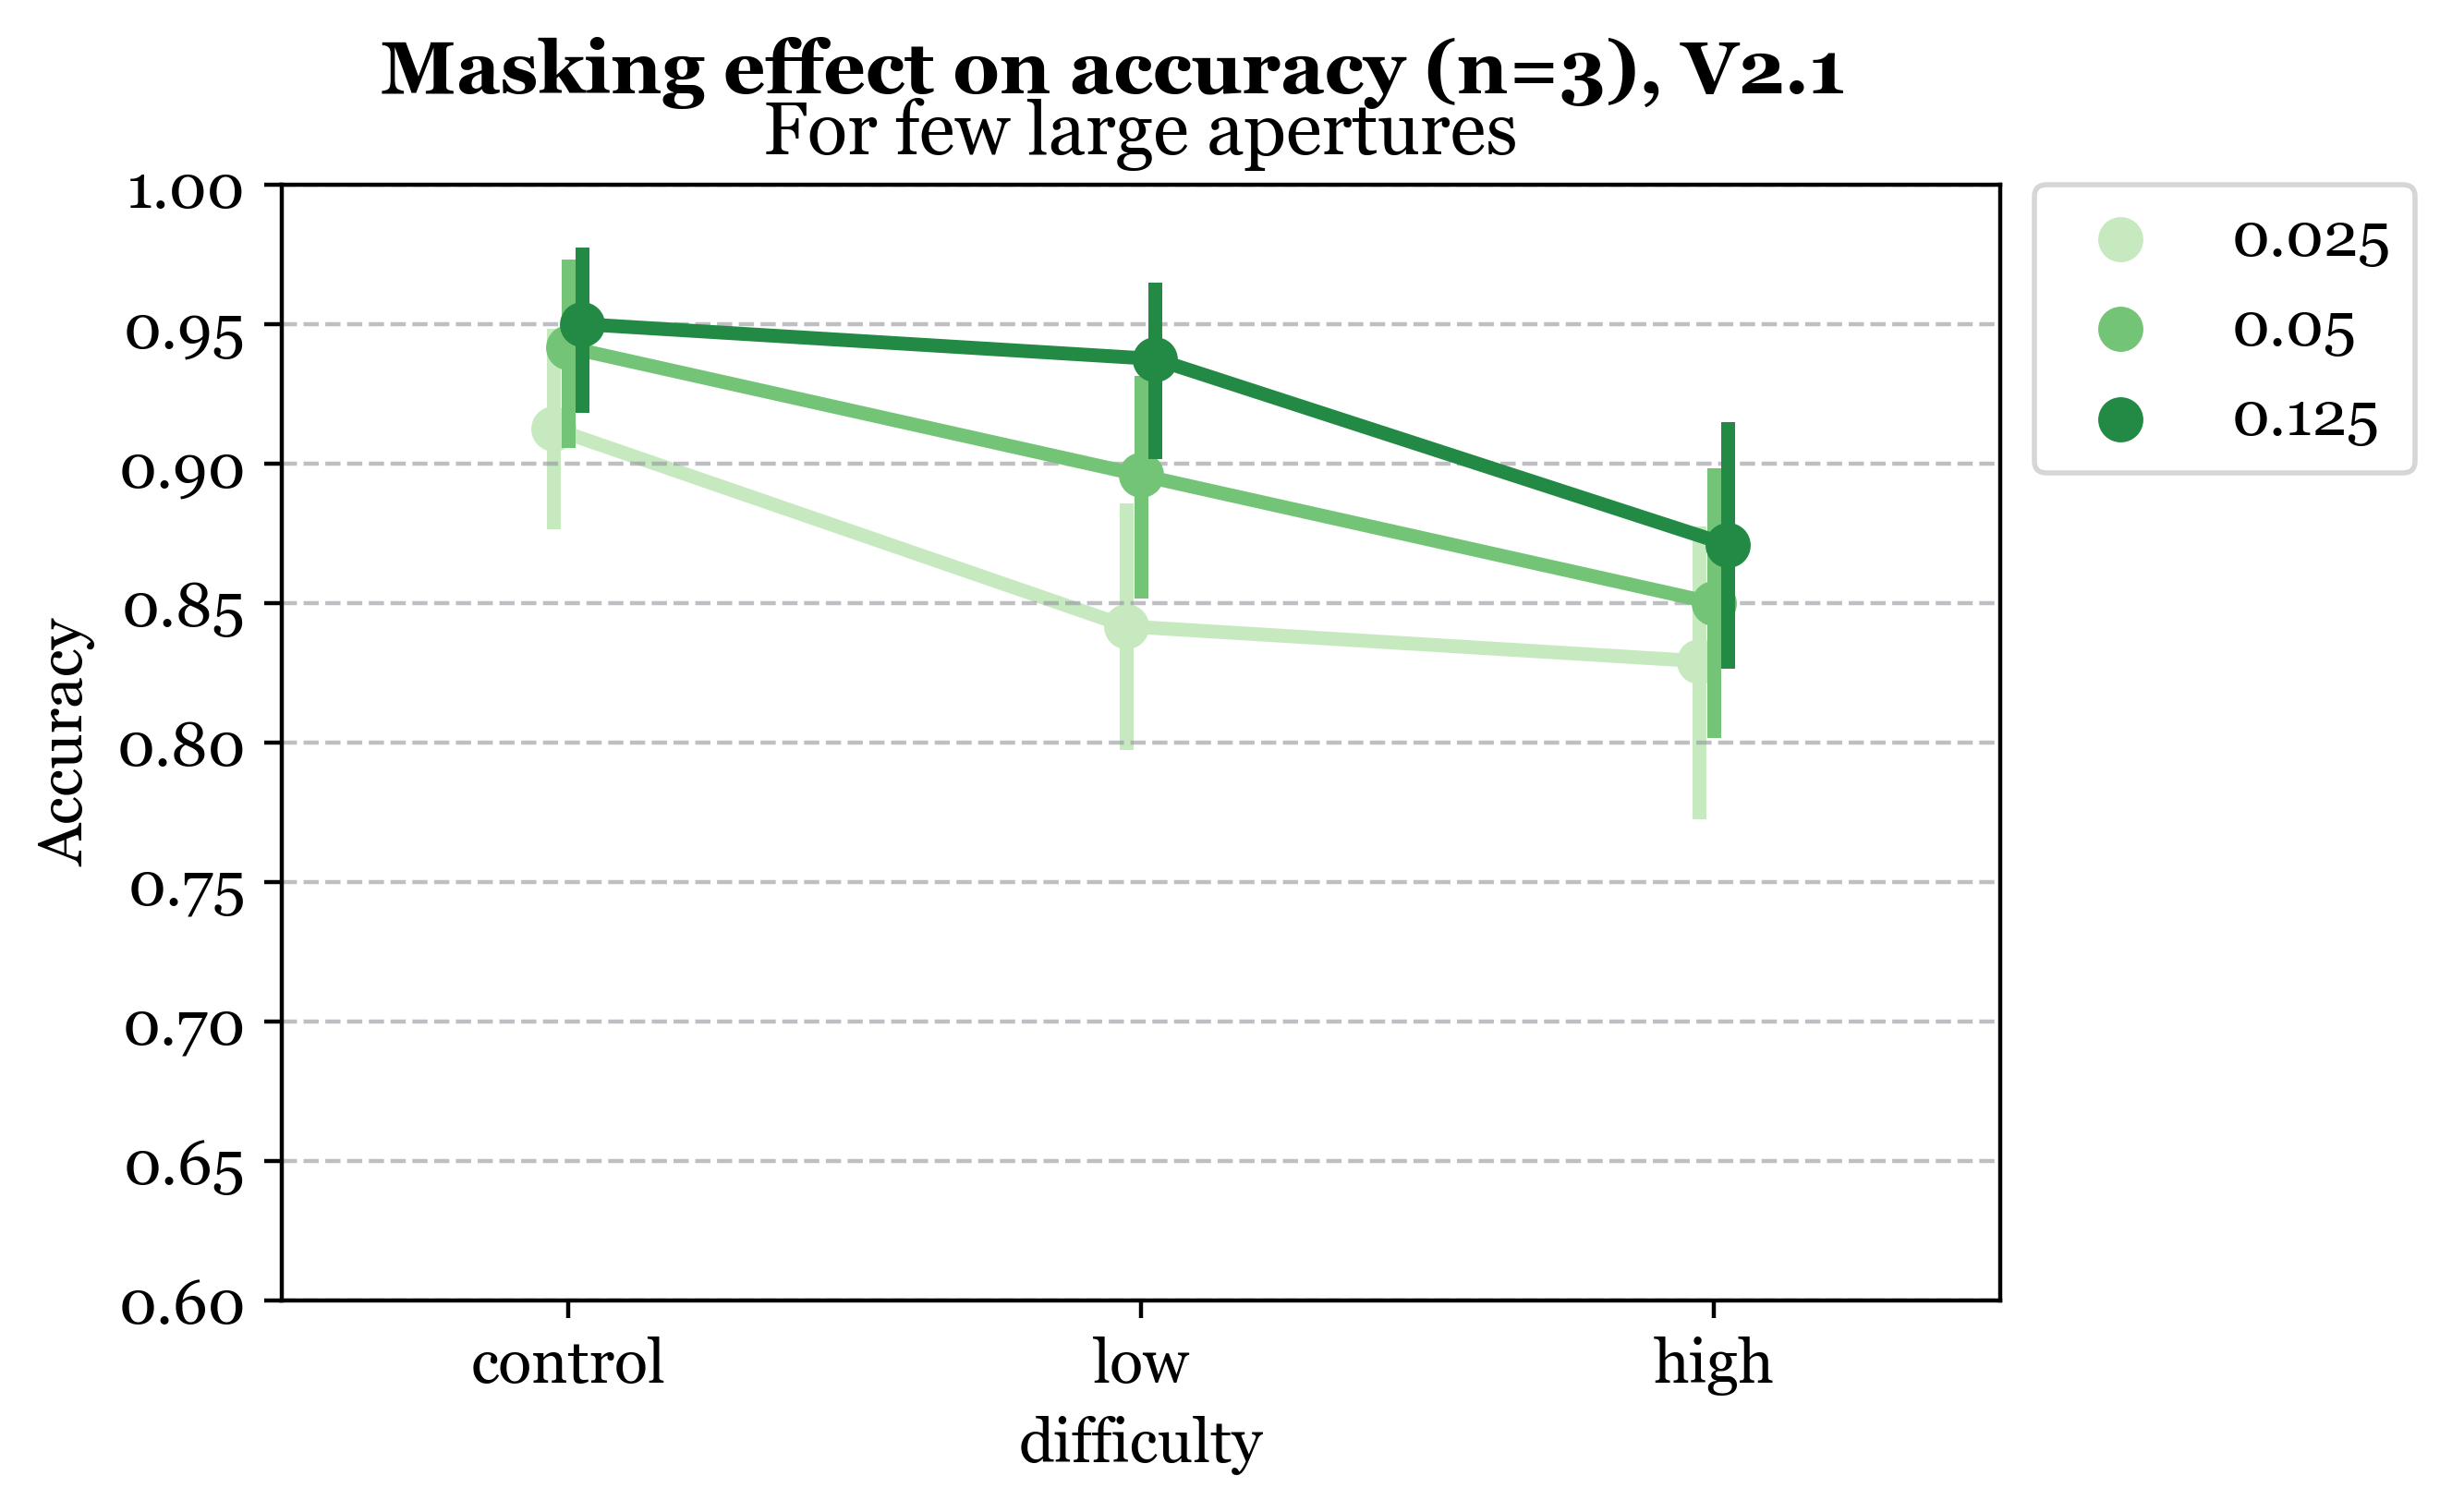 Masking effect on accuracy (n=3), V2.1
For few large apertures
1.00
0.95
0.90
0.85
0.80
0.75
0.70
0.65
0.60
Accuracy
control
low
high
difficulty
0.025
0.05
0.125